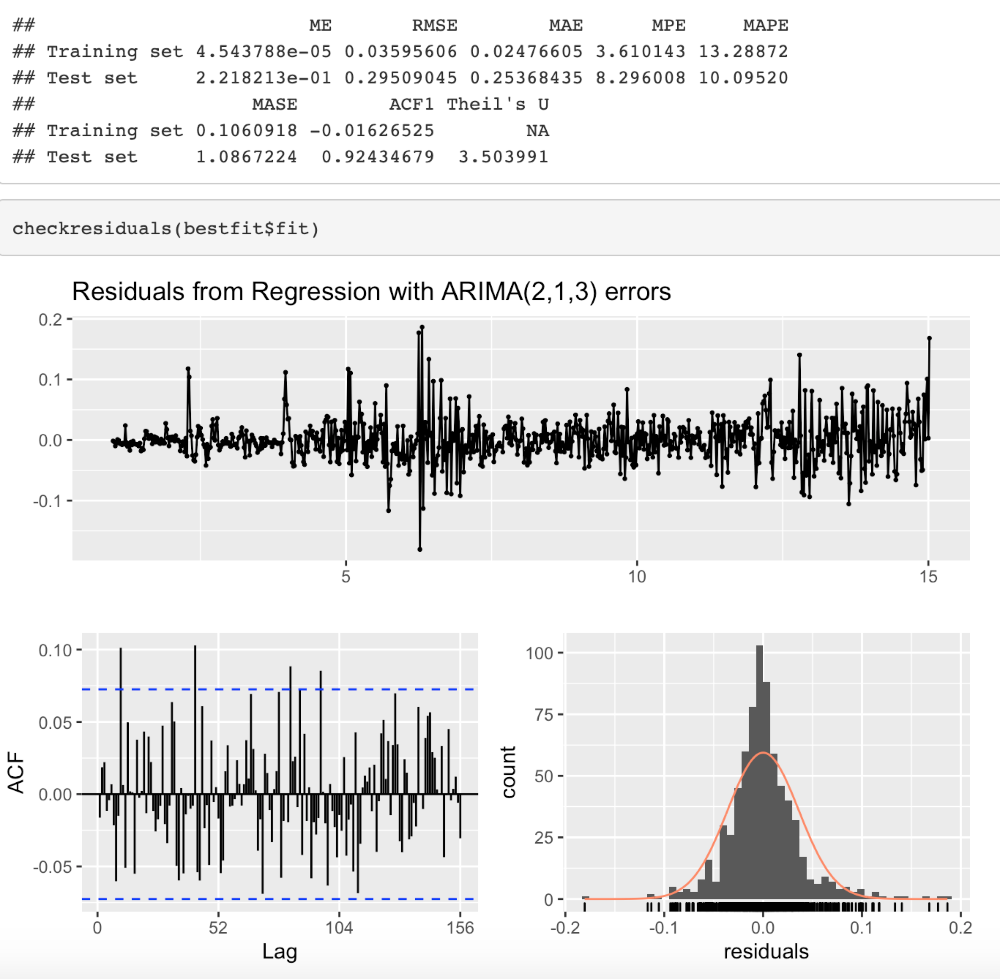 ## ME RMSE MAE MPE MAPE
## Training set 4.543788e-05 0.03595606 0.02476605 3.610143 13.28872
## Test set 2.218213e-01 0.29509045 0.25368435 8.296008 10.09520
## MASE ACF1 Theil's U
## Training set 0.1060918 -0.01626525 NA
## Test set 1.0867224 0.92434679 3.503991
checkresiduals(bestfit$fit)
Residuals from Regression with ARIMA(2,1,3) errors
0.2
0.1
0.0
-0.1
5 10 15
0.10
0.05
0.00
-0.05
ACF
0 52 104 156
Lag
100
75
50
25
0
count
-0.2 -0.1 0.0 0.1 0.2
residuals